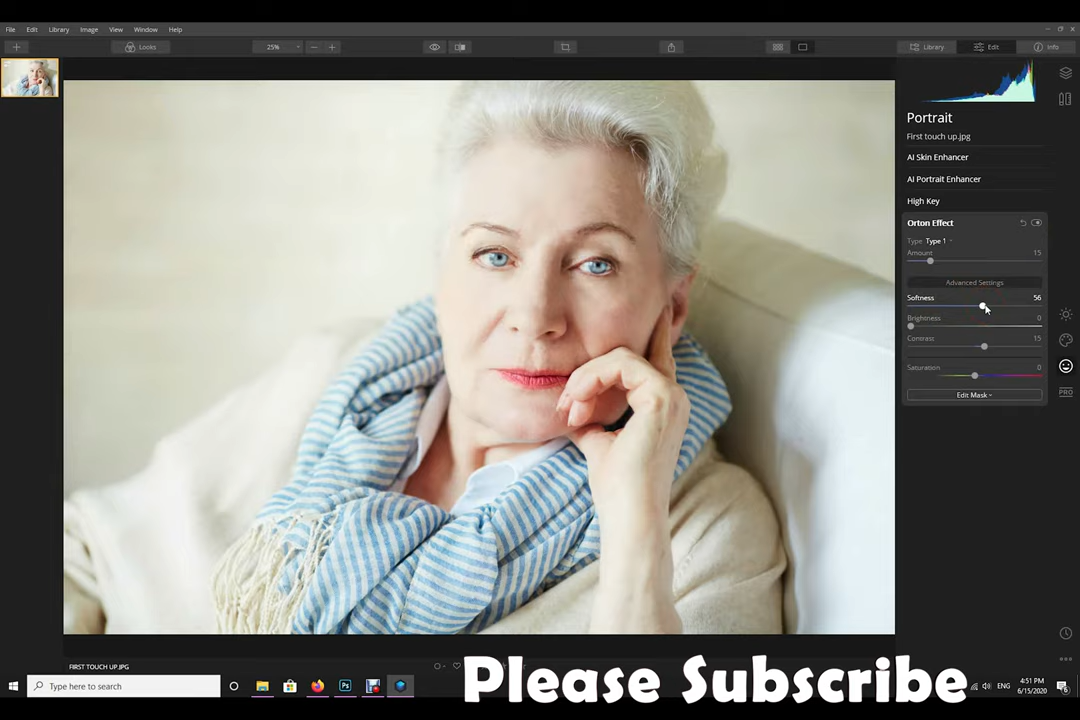 File Edit Library Image View Window Help
Looks 25% Library Edit Info
Portrait
First touch up.jpg
AI Skin Enhancer
AI Portrait Enhancer
High Key
Orton Effect
Type Type 1
Amount 15
Advanced Settings
Softness 56
Brightness 0
Contrast 15
Saturation 0
Edit Mask
PRO
FIRST TOUCH UP.JPG
Please Subscribe
Type here to search
ENG
4:51 PM
6/15/2020